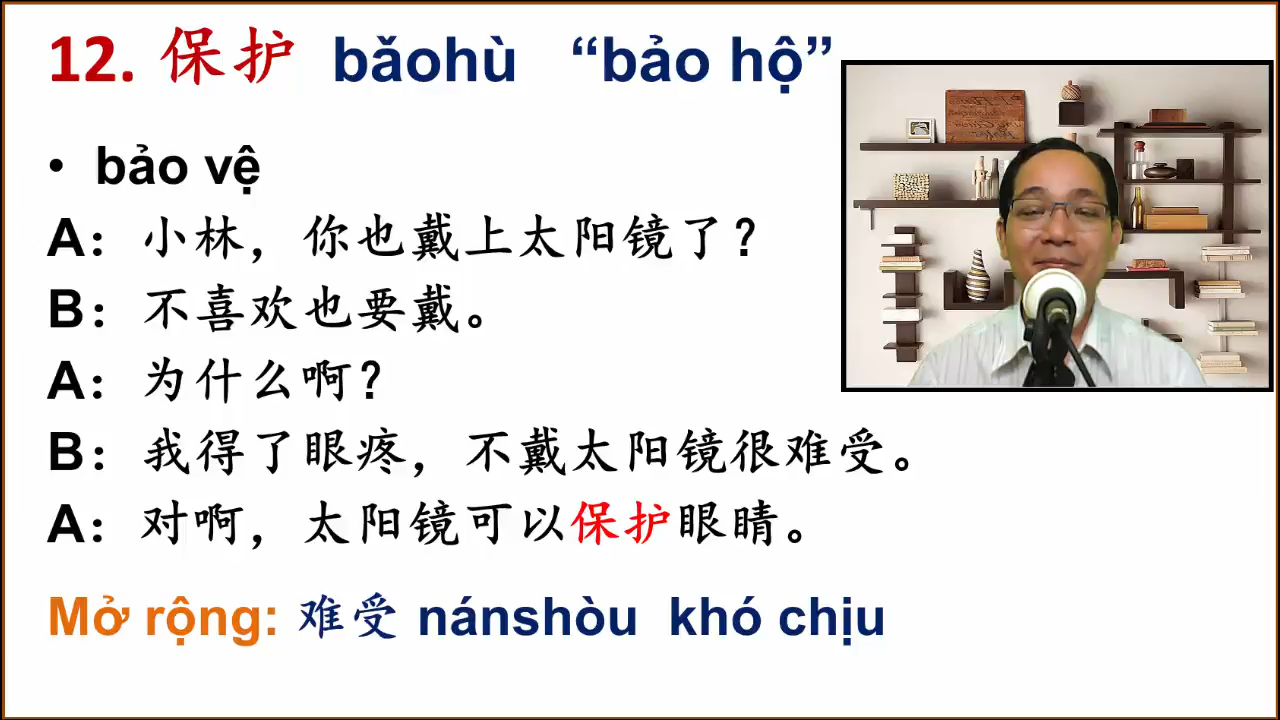 12. 保护 bǎohù “bảo hộ”
• bảo vệ
A：小林，你也戴上太阳镜了？
B：不喜欢也要戴。
A：为什么啊？
B：我得了眼疼，不戴太阳镜很难受。
A：对啊，太阳镜可以保护眼睛。
Mở rộng: 难受 nánshòu khó chịu